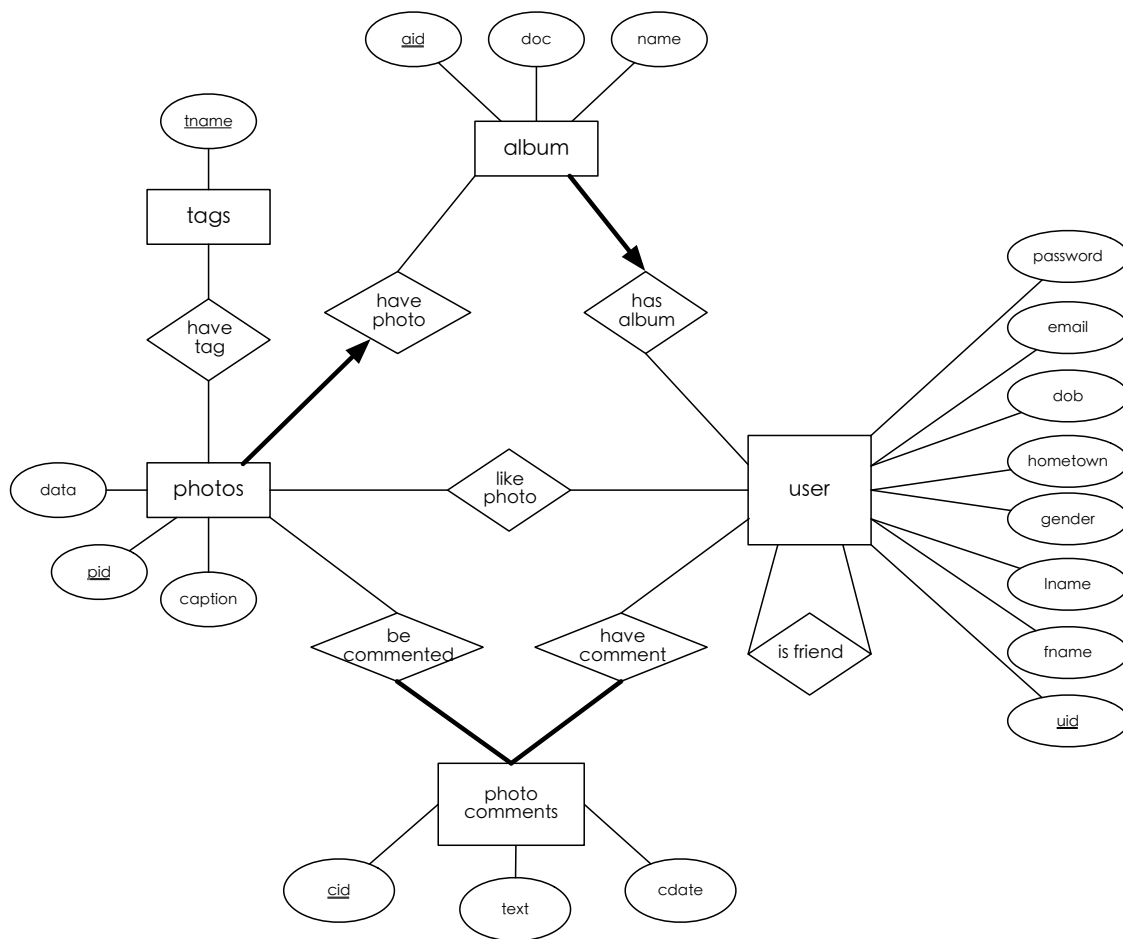 aid
doc
name
tname
album
tags
password
have
photo
has
album
email
have
tag
dob
hometown
data
photos
like
photo
user
gender
pid
caption
lname
be
commented
have
comment
is friend
fname
uid
photo
comments
cid
text
cdate